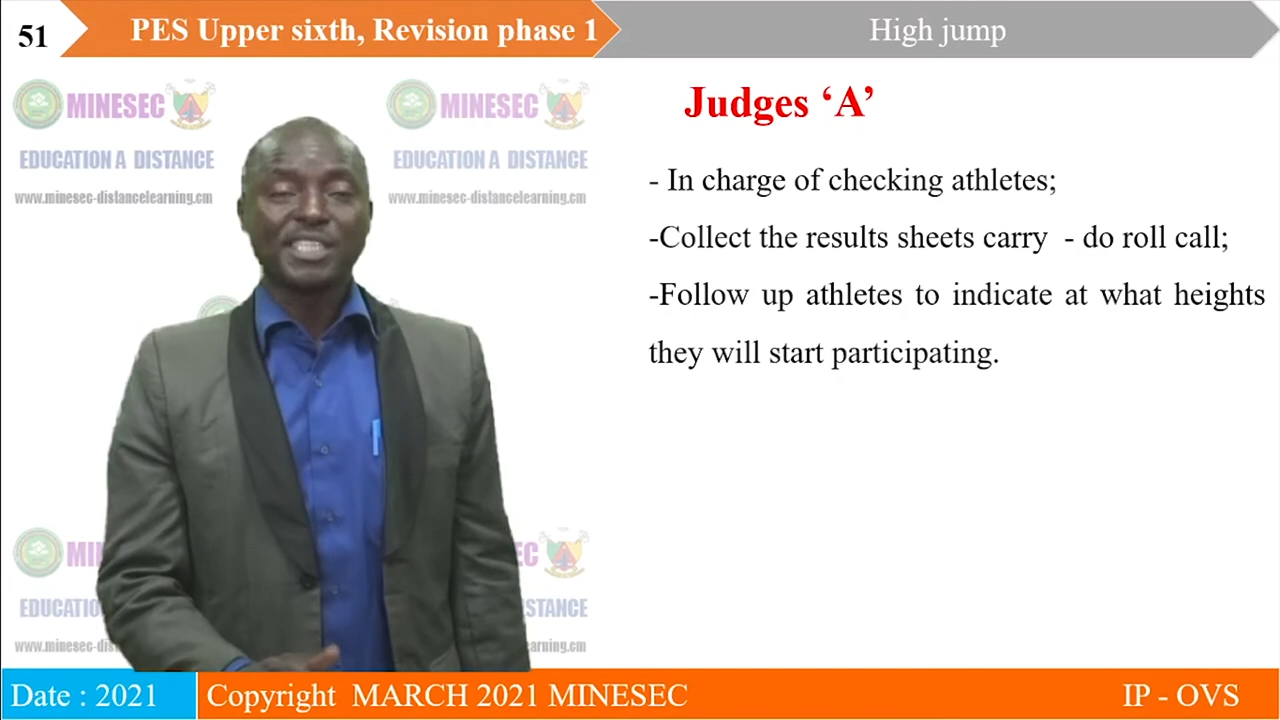 51
PES Upper sixth, Revision phase 1
High jump
MINESEC
EDUCATION A DISTANCE
www.minesec-distancelearning.cm
MINESEC
EDUCATION A DISTANCE
www.minesec-distancelearning.cm
Judges ‘A’
- In charge of checking athletes;
-Collect the results sheets carry - do roll call;
-Follow up athletes to indicate at what heights
they will start participating.
Date : 2021
Copyright MARCH 2021 MINESEC
IP - OVS